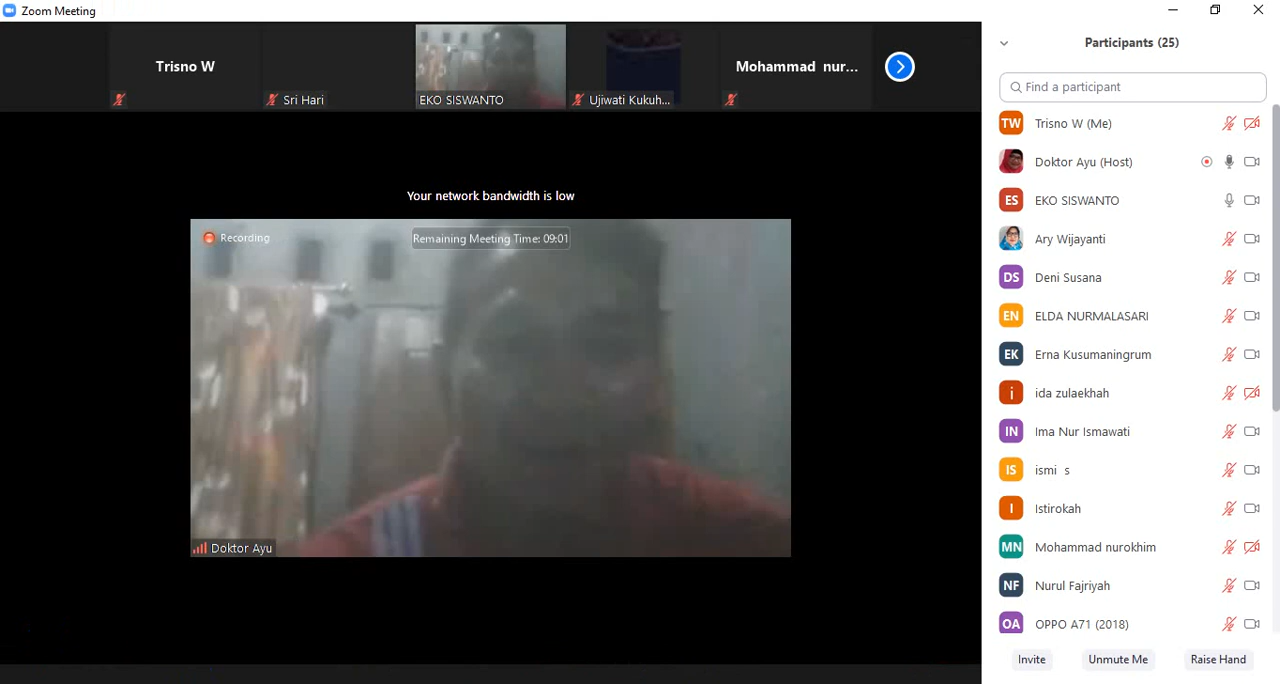 Zoom Meeting
Trisno W
Sri Hari
EKO SISWANTO
Ujiwati Kukuh...
Mohammad nur...
Your network bandwidth is low
Recording
Remaining Meeting Time: 09:01
Doktor Ayu
Participants (25)
Find a participant
TW Trisno W (Me)
Doktor Ayu (Host)
ES EKO SISWANTO
Ary Wijayanti
DS Deni Susana
EN ELDA NURMALASARI
EK Erna Kusumaningrum
i ida zulaekhah
IN Ima Nur Ismawati
IS ismi s
I Istirokah
MN Mohammad nurokhim
NF Nurul Fajriyah
OA OPPO A71 (2018)
Invite Unmute Me Raise Hand